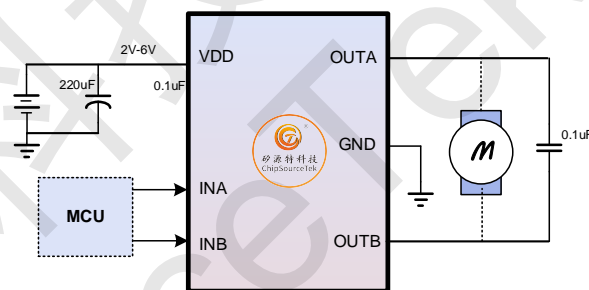 2V-6V
VDD
OUTA
220uF
0.1uF
0.1uF
GND
矽源特科技
ChipSourceTek
M
INA
MCU
INB
OUTB